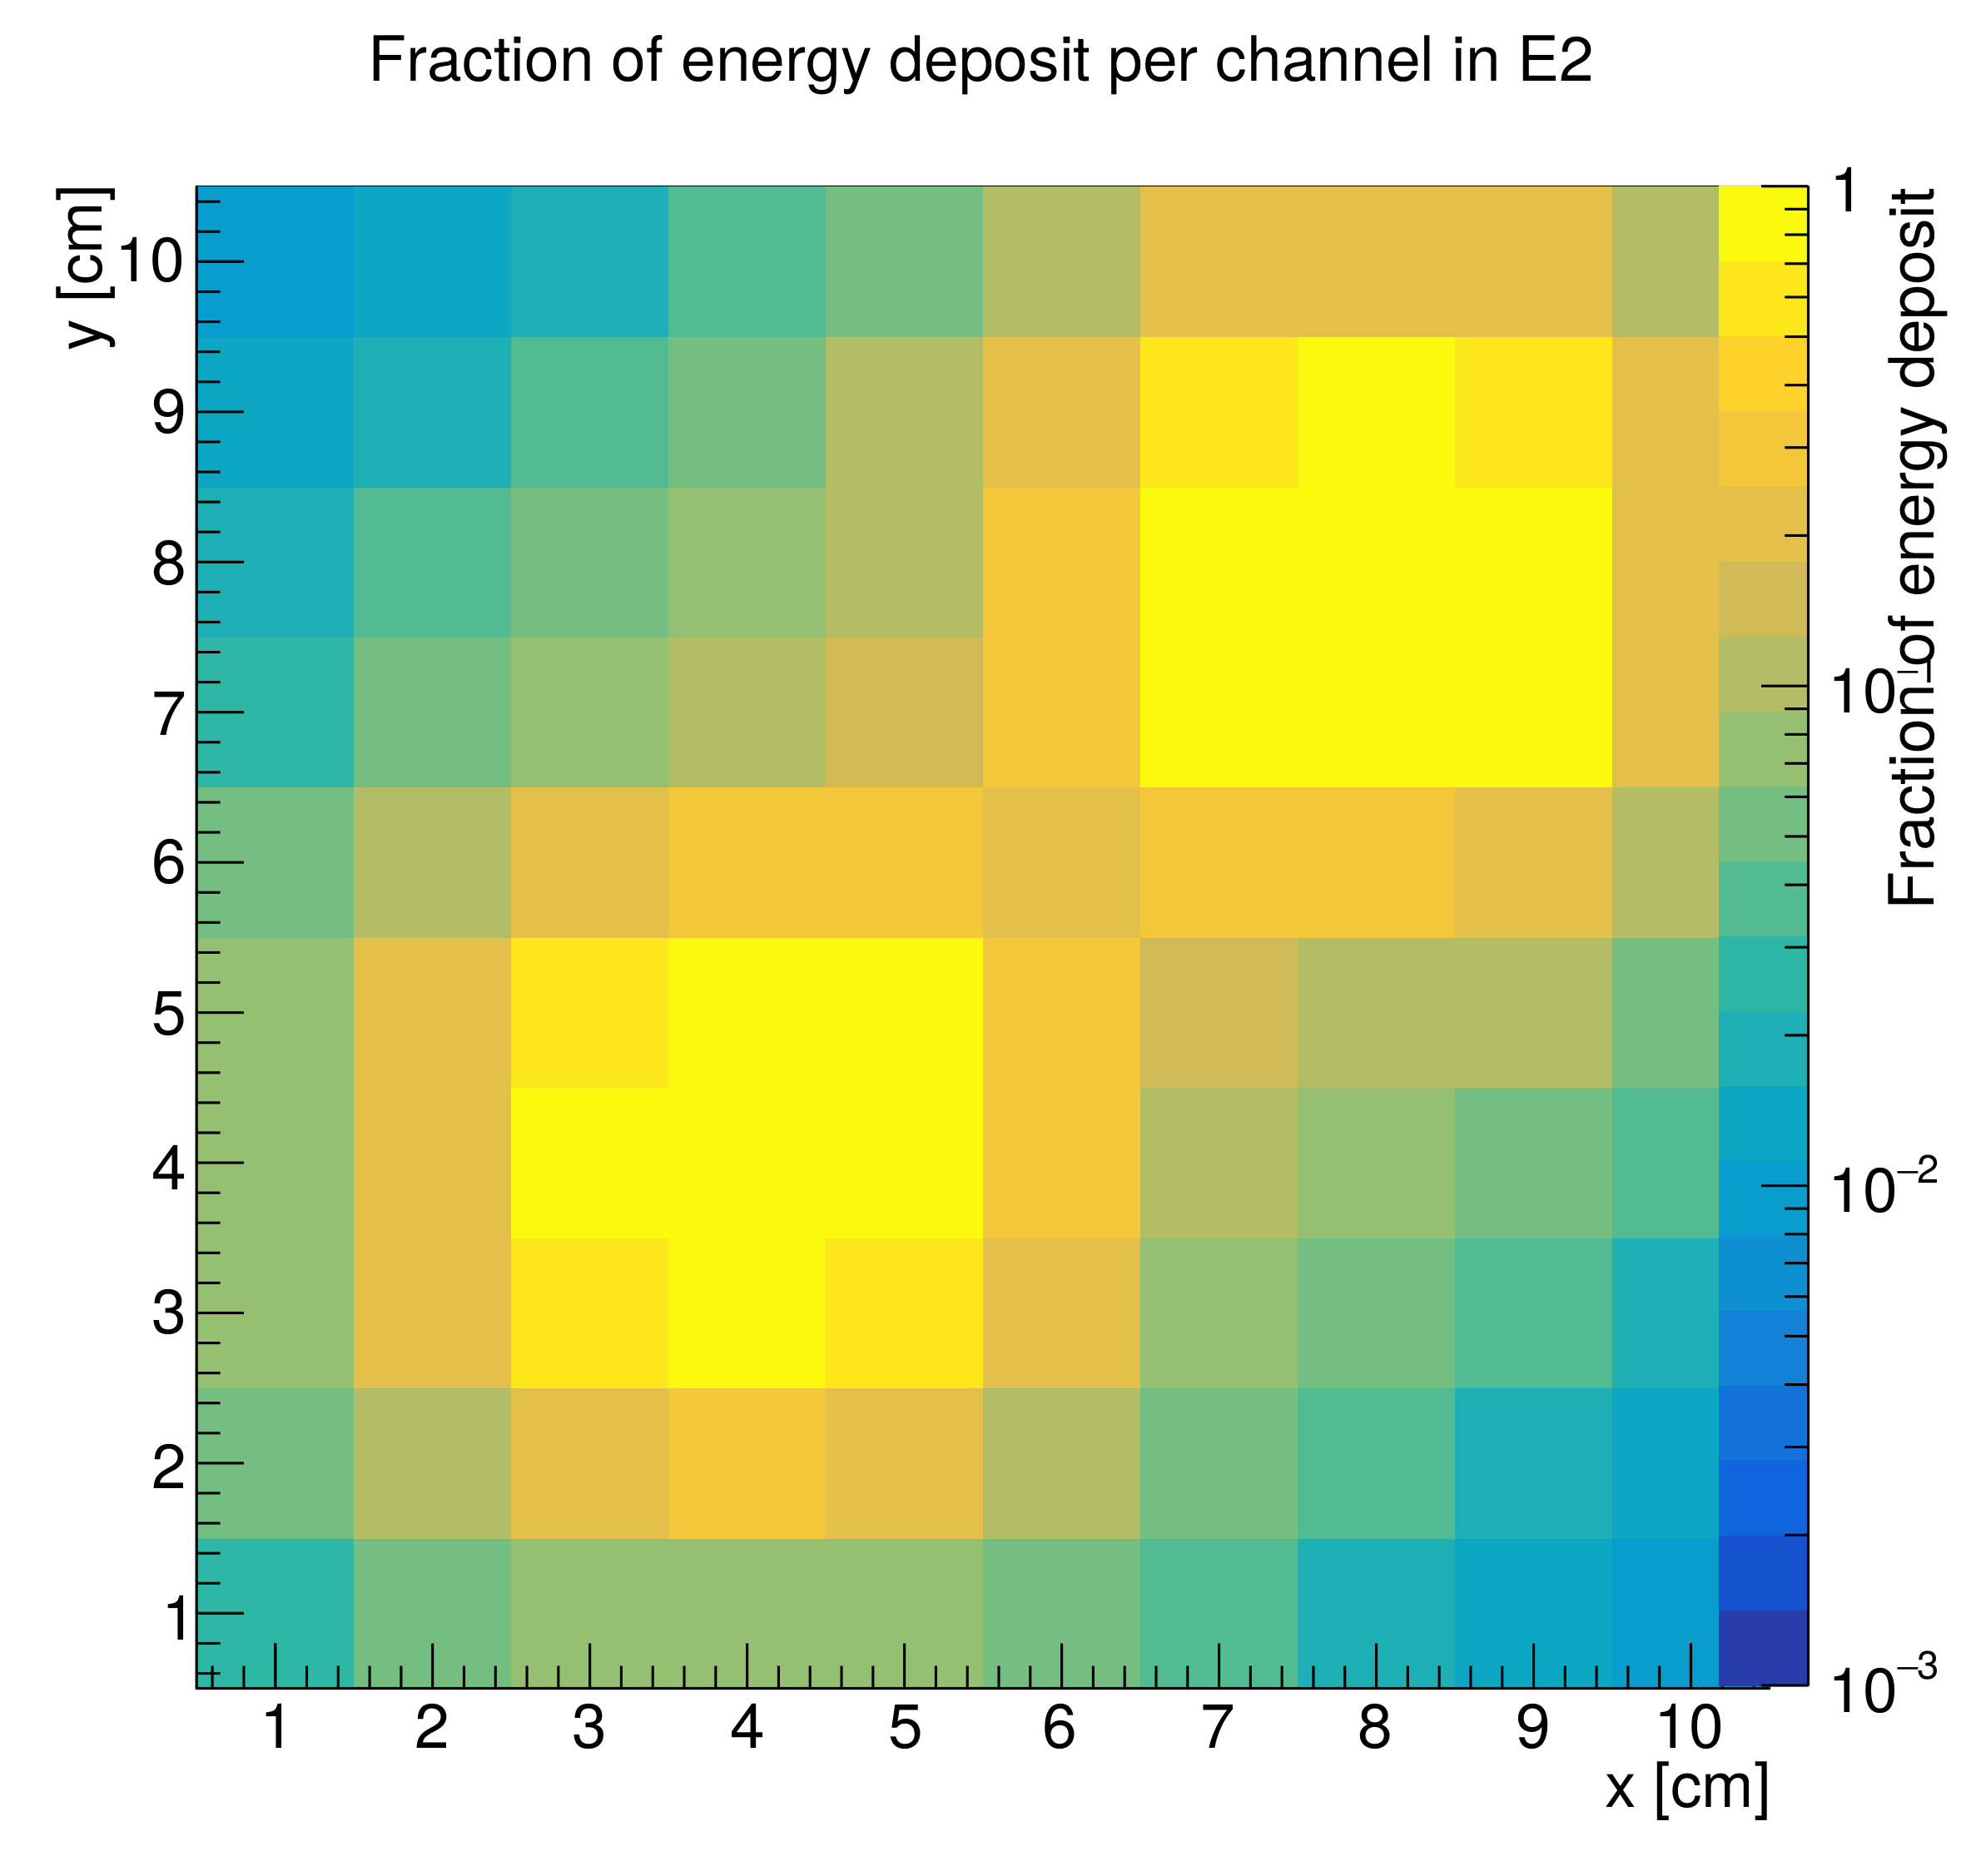 Fraction of energy deposit per channel in E2
y [cm]
10
9
8
7
6
5
4
3
2
1
1 2 3 4 5 6 7 8 9 10
x [cm]
1
10⁻¹
10⁻²
10⁻³
Fraction of energy deposit